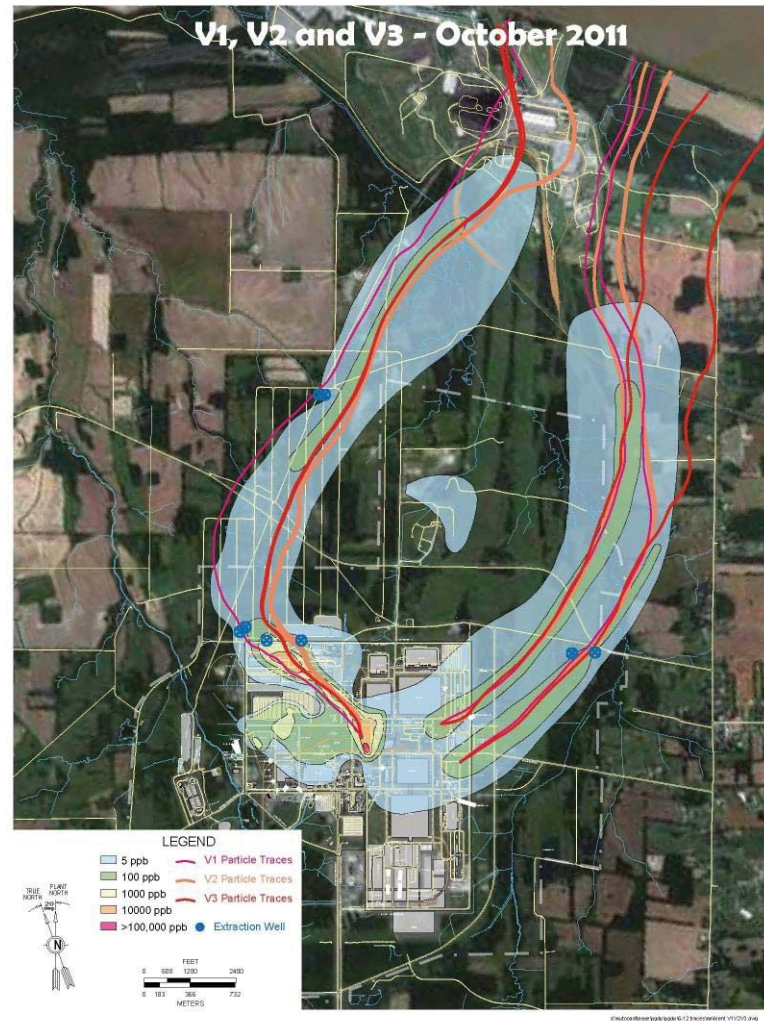 V1, V2 and V3 - October 2011
LEGEND
5 ppb
100 ppb
1000 ppb
10000 ppb
>100,000 ppb
V1 Particle Traces
V2 Particle Traces
V3 Particle Traces
Extraction Well
TRUE NORTH
PLANT NORTH
N
FEET
0 600 1200 2400
0 183 366 732
METERS